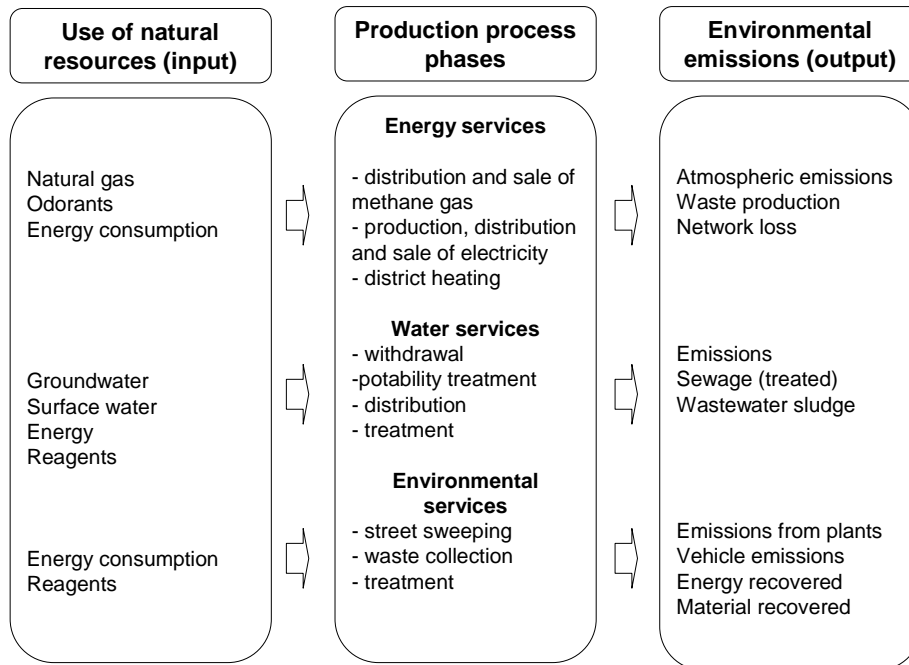 Use of natural
resources (input)
Production process
phases
Environmental
emissions (output)
Natural gas
Odorants
Energy consumption
Energy services
- distribution and sale of
methane gas
- production, distribution
and sale of electricity
- district heating
Atmospheric emissions
Waste production
Network loss
Groundwater
Surface water
Energy
Reagents
Water services
- withdrawal
-potability treatment
- distribution
- treatment
Emissions
Sewage (treated)
Wastewater sludge
Energy consumption
Reagents
Environmental
services
- street sweeping
- waste collection
- treatment
Emissions from plants
Vehicle emissions
Energy recovered
Material recovered